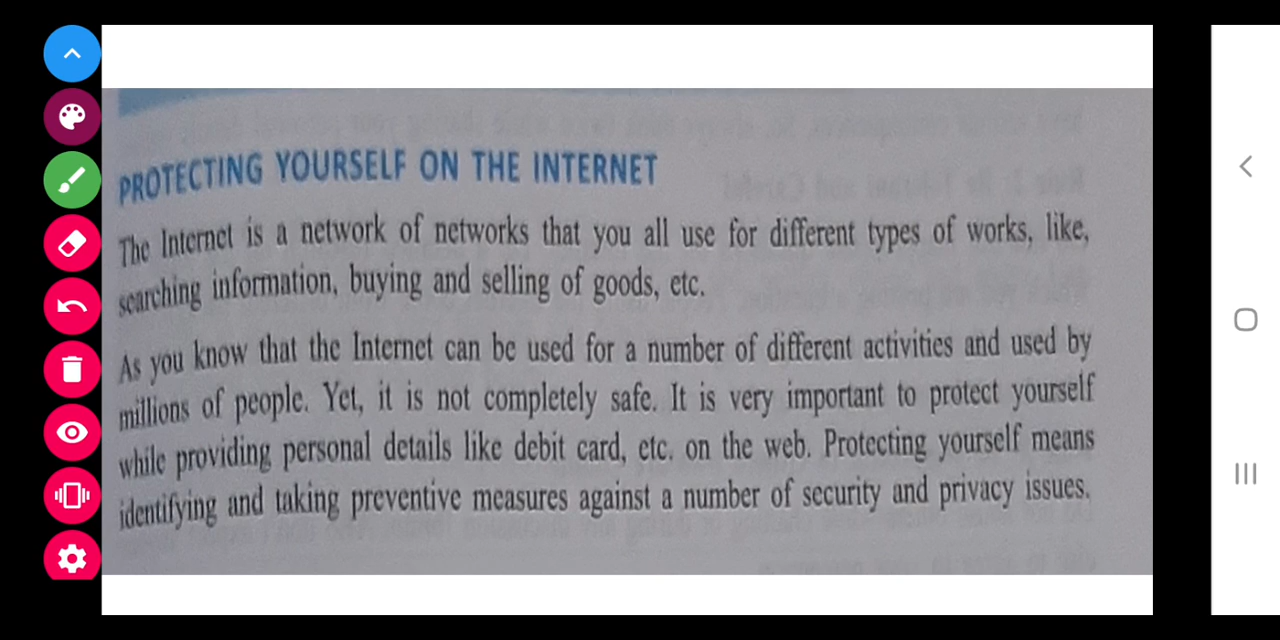 PROTECTING YOURSELF ON THE INTERNET
The Internet is a network of networks that you all use for different types of works, like,
searching information, buying and selling of goods, etc.
As you know that the Internet can be used for a number of different activities and used by
millions of people. Yet, it is not completely safe. It is very important to protect yourself
while providing personal details like debit card, etc. on the web. Protecting yourself means
identifying and taking preventive measures against a number of security and privacy issues.